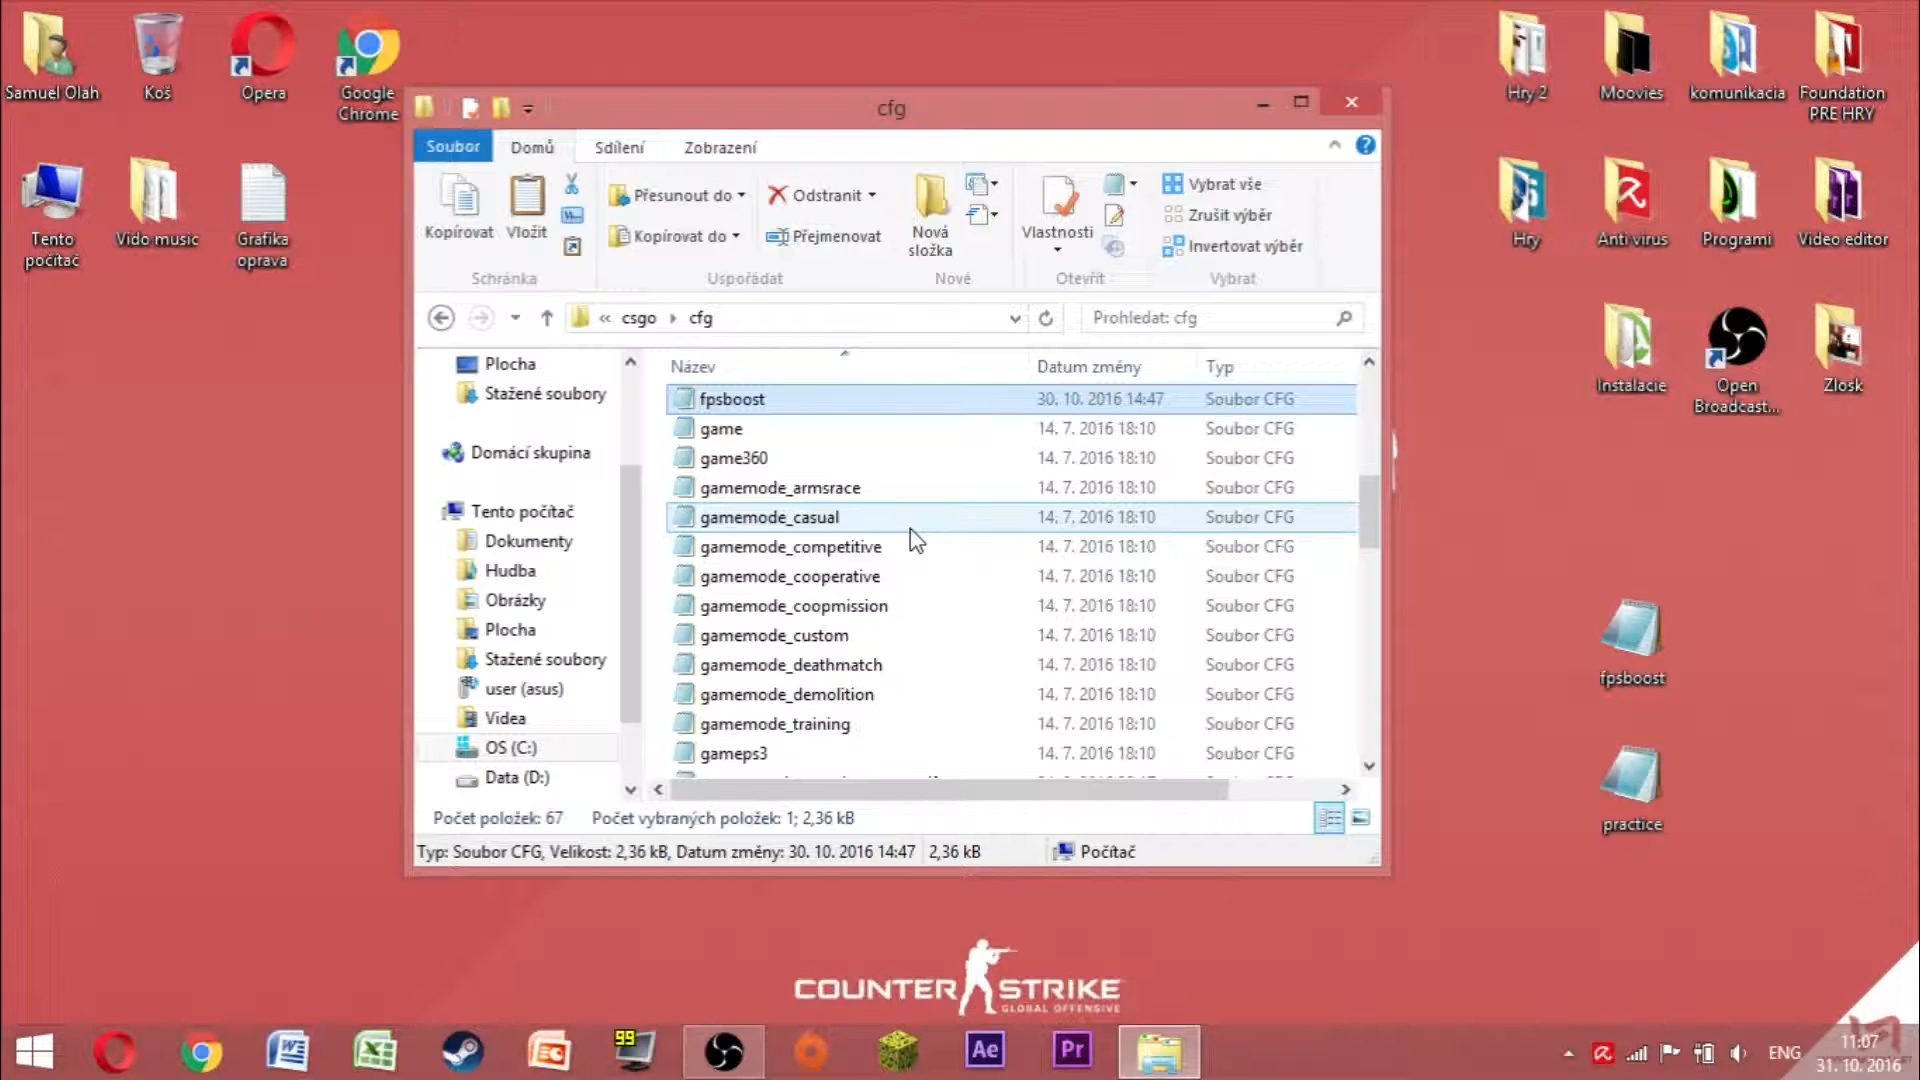 Samuel Olah
Koš
Opera
Google
Chrome
Tento
počítač
Vido music
Grafika
oprava
cfg
Soubor
Domů
Sdílení
Zobrazení
Kopírovat
Vložit
Přesunout do
Kopírovat do
Odstranit
Přejmenovat
Nová
složka
Vlastnosti
Vybrat vše
Zrušit výběr
Invertovat výběr
Schránka
Uspořádat
Nové
Otevřít
Vybrat
« csgo cfg
Prohledat: cfg
Plocha
Stažené soubory
Domácí skupina
Tento počítač
Dokumenty
Hudba
Obrázky
Plocha
Stažené soubory
user (asus)
Videa
OS (C:)
Data (D:)
Název Datum změny Typ
fpsboost 30. 10. 2016 14:47 Soubor CFG
game 14. 7. 2016 18:10 Soubor CFG
game360 14. 7. 2016 18:10 Soubor CFG
gamemode_armsrace 14. 7. 2016 18:10 Soubor CFG
gamemode_casual 14. 7. 2016 18:10 Soubor CFG
gamemode_competitive 14. 7. 2016 18:10 Soubor CFG
gamemode_cooperative 14. 7. 2016 18:10 Soubor CFG
gamemode_coopmission 14. 7. 2016 18:10 Soubor CFG
gamemode_custom 14. 7. 2016 18:10 Soubor CFG
gamemode_deathmatch 14. 7. 2016 18:10 Soubor CFG
gamemode_demolition 14. 7. 2016 18:10 Soubor CFG
gamemode_training 14. 7. 2016 18:10 Soubor CFG
gameps3 14. 7. 2016 18:10 Soubor CFG
Počet položek: 67 Počet vybraných položek: 1; 2,36 kB
Typ: Soubor CFG, Velikost: 2,36 kB, Datum změny: 30. 10. 2016 14:47 2,36 kB Počítač
Hry 2
Moovies
komunikacia
Foundation
PRE HRY
Hry
Anti virus
Programi
Video editor
Instalacie
Open
Broadcast...
Zlosk
fpsboost
practice
COUNTER STRIKE
GLOBAL OFFENSIVE
99
Ae
Pr
ENG
11:07
31. 10. 2016